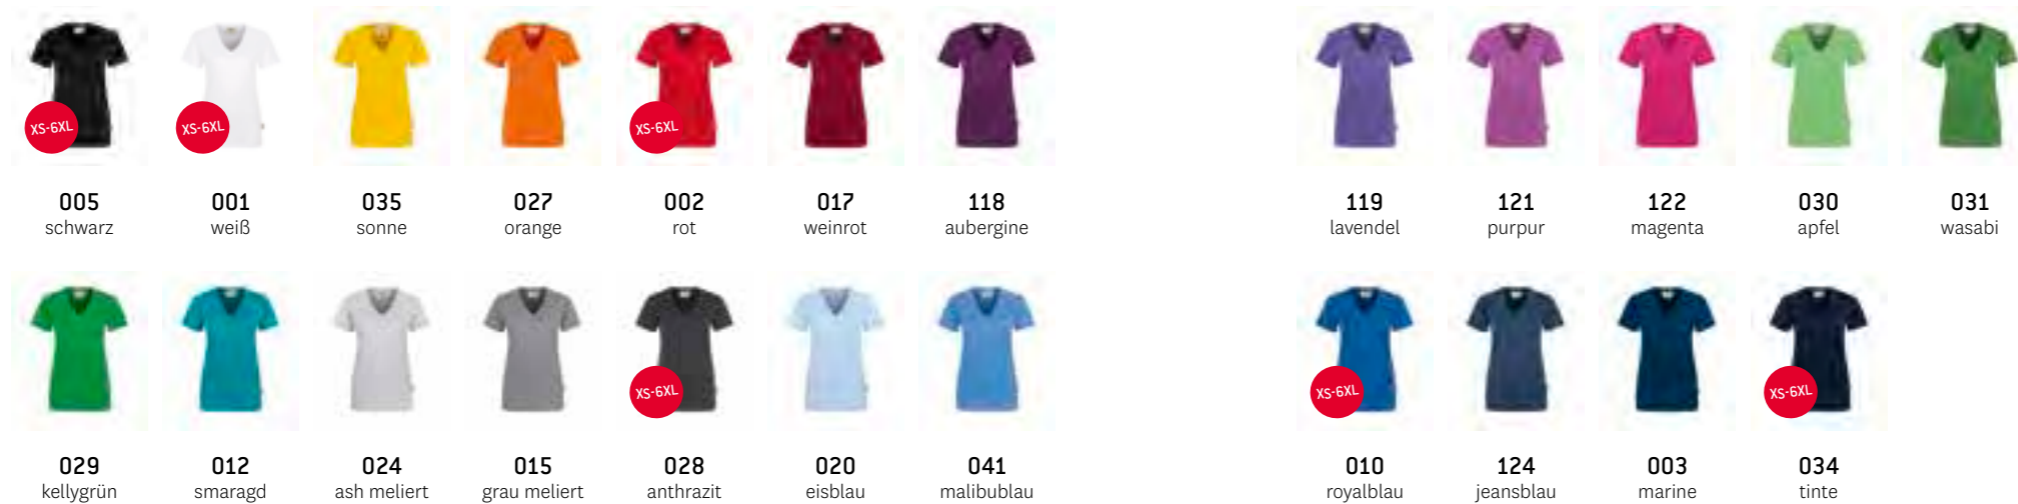 XS-6XL
XS-6XL
XS-6XL
005 001 035 027 002 017 118 119 121 122 030 031
schwarz weiß sonne orange rot weinrot aubergine lavendel purpur magenta apfel wasabi
XS-6XL
XS-6XL
XS-6XL
029 012 024 015 028 020 041 010 124 003 034
kellygrün smaragd ash meliert grau meliert anthrazit eisblau malibublau royalblau jeansblau marine tinte